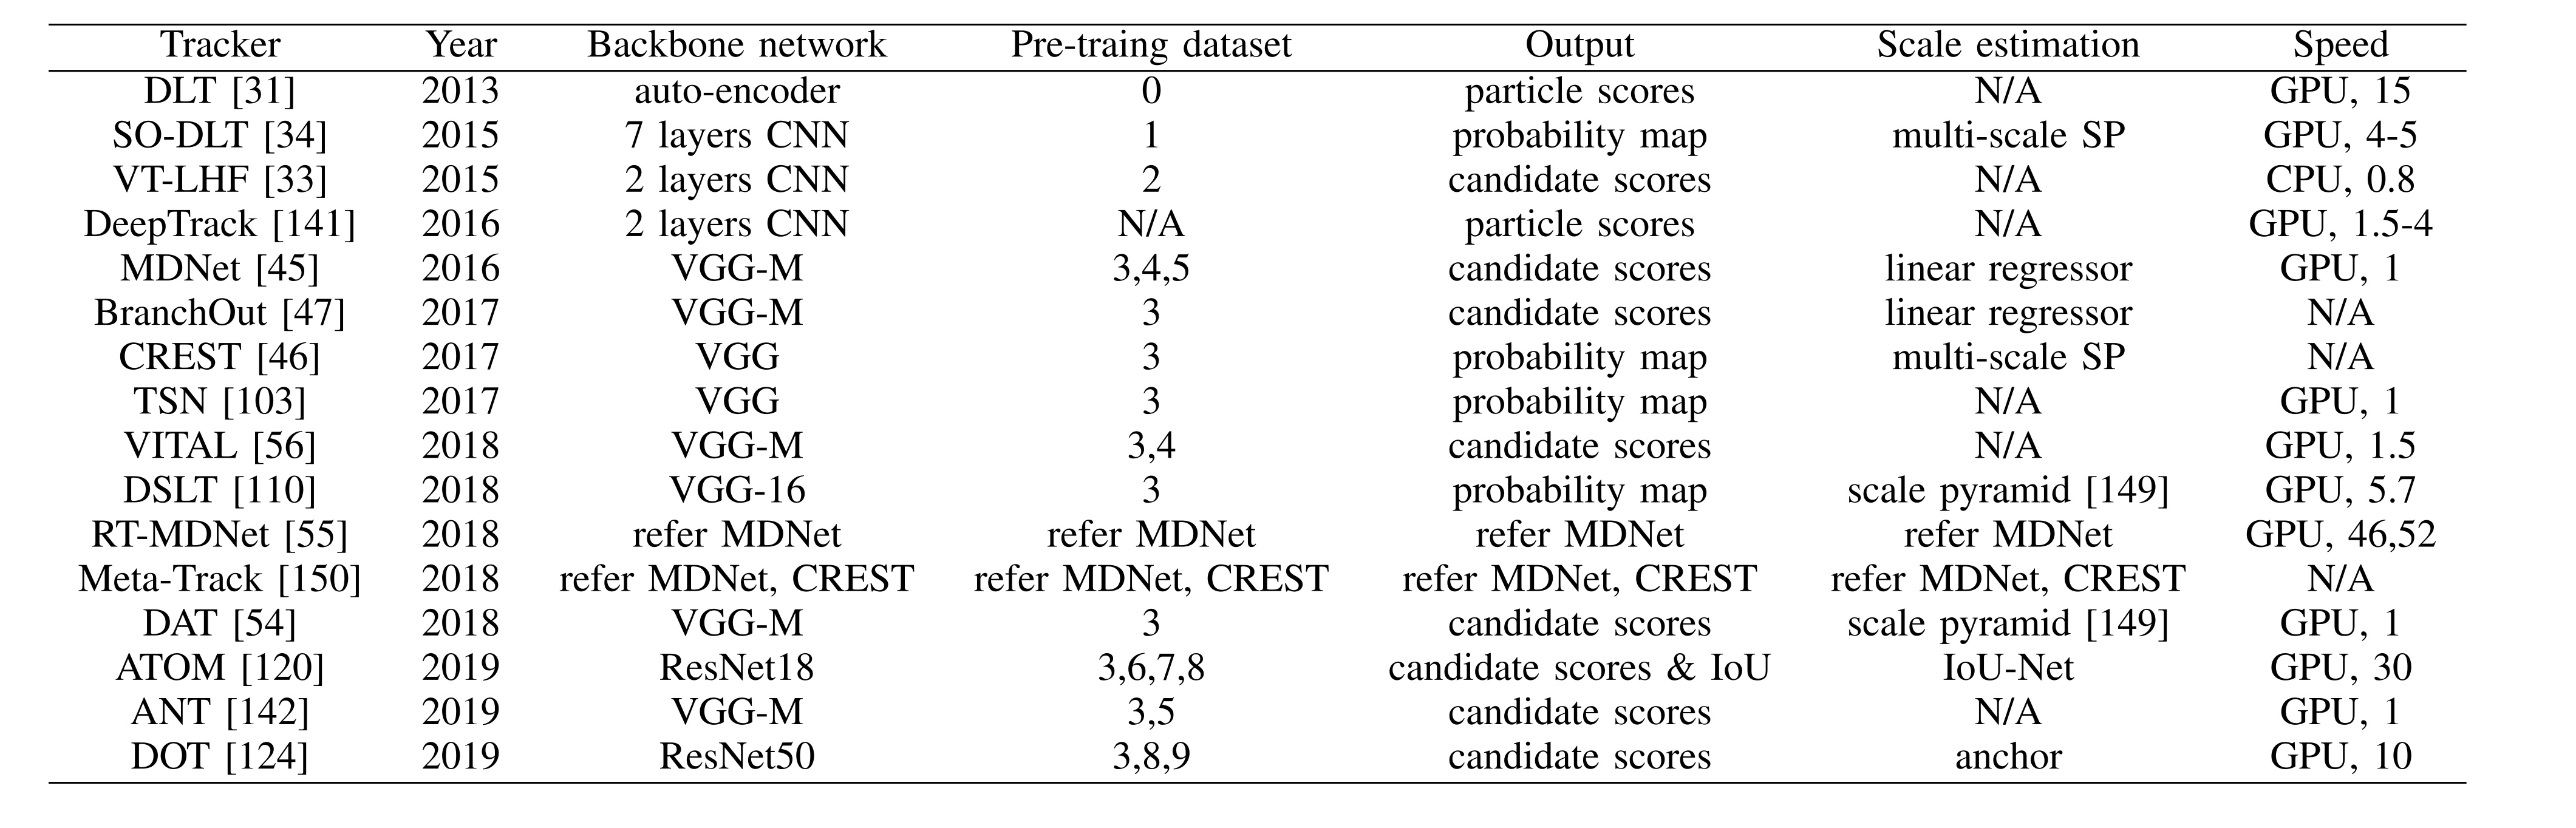 Tracker Year Backbone network Pre-traing dataset Output Scale estimation Speed
DLT [31] 2013 auto-encoder 0 particle scores N/A GPU, 15
SO-DLT [34] 2015 7 layers CNN 1 probability map multi-scale SP GPU, 4-5
VT-LHF [33] 2015 2 layers CNN 2 candidate scores N/A CPU, 0.8
DeepTrack [141] 2016 2 layers CNN N/A particle scores N/A GPU, 1.5-4
MDNet [45] 2016 VGG-M 3,4,5 candidate scores linear regressor GPU, 1
BranchOut [47] 2017 VGG-M 3 candidate scores linear regressor N/A
CREST [46] 2017 VGG 3 probability map multi-scale SP N/A
TSN [103] 2017 VGG 3 probability map N/A GPU, 1
VITAL [56] 2018 VGG-M 3,4 candidate scores N/A GPU, 1.5
DSLT [110] 2018 VGG-16 3 probability map scale pyramid [149] GPU, 5.7
RT-MDNet [55] 2018 refer MDNet refer MDNet refer MDNet refer MDNet GPU, 46,52
Meta-Track [150] 2018 refer MDNet, CREST refer MDNet, CREST refer MDNet, CREST refer MDNet, CREST N/A
DAT [54] 2018 VGG-M 3 candidate scores scale pyramid [149] GPU, 1
ATOM [120] 2019 ResNet18 3,6,7,8 candidate scores & IoU IoU-Net GPU, 30
ANT [142] 2019 VGG-M 3,5 candidate scores N/A GPU, 1
DOT [124] 2019 ResNet50 3,8,9 candidate scores anchor GPU, 10